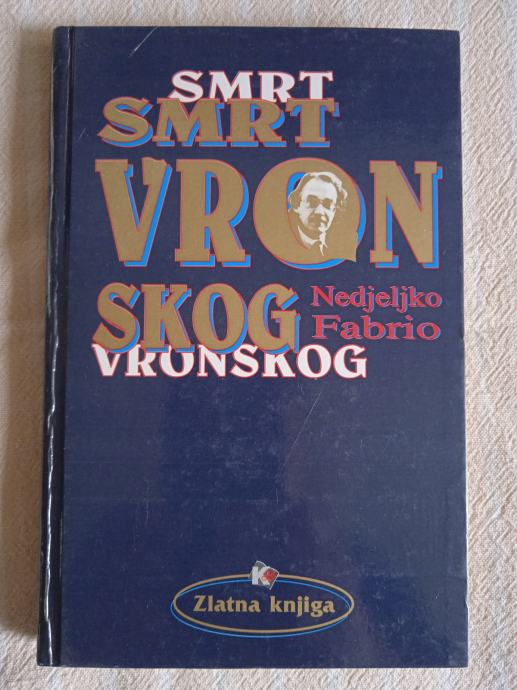 SMRT
SMRT
VRON
SKOG
Nedjeljko
Fabrio
VRONSKOG
K
Zlatna knjiga